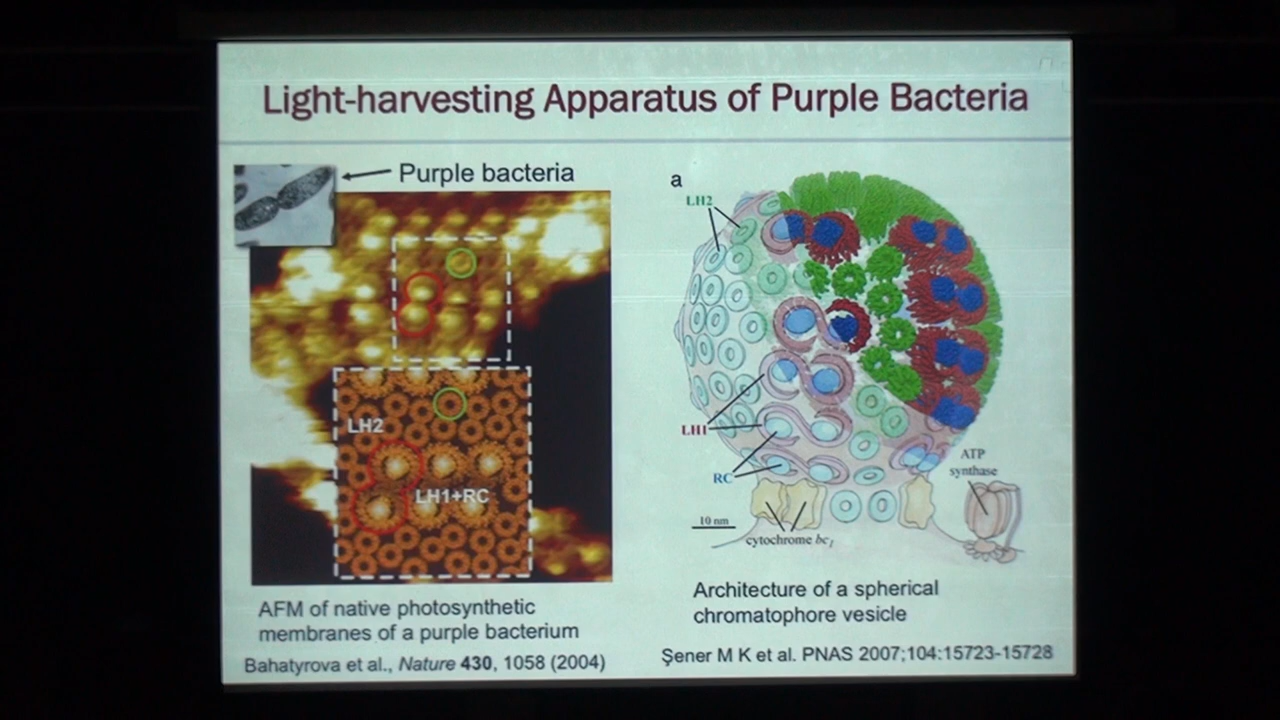 Light-harvesting Apparatus of Purple Bacteria
Purple bacteria
LH2
LH1+RC
AFM of native photosynthetic
membranes of a purple bacterium
Bahatyrova et al., Nature 430, 1058 (2004)
a
LH2
LH1
RC
ATP
synthase
10 nm
cytochrome bc1
Architecture of a spherical
chromatophore vesicle
Şener M K et al. PNAS 2007;104:15723-15728